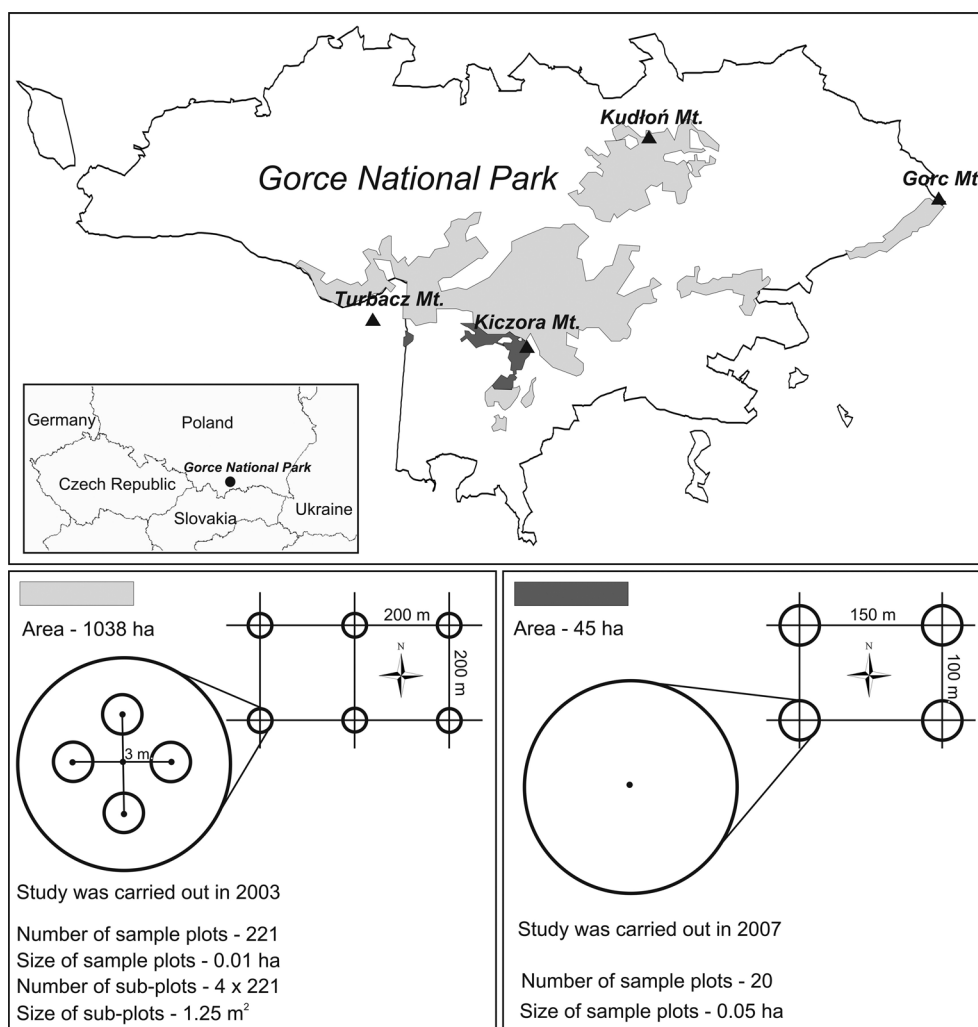 Kudłoń Mt.
Gorce National Park
Gorc Mt
Turbacz Mt.
Kiczora Mt.
Germany
Poland
Gorce National Park
Czech Republic
Slovakia
Ukraine
Area - 1038 ha
200 m
N
200 m
3 m
Study was carried out in 2003
Number of sample plots - 221
Size of sample plots - 0.01 ha
Number of sub-plots - 4 x 221
Size of sub-plots - 1.25 m²
Area - 45 ha
150 m
N
100 m
Study was carried out in 2007
Number of sample plots - 20
Size of sample plots - 0.05 ha